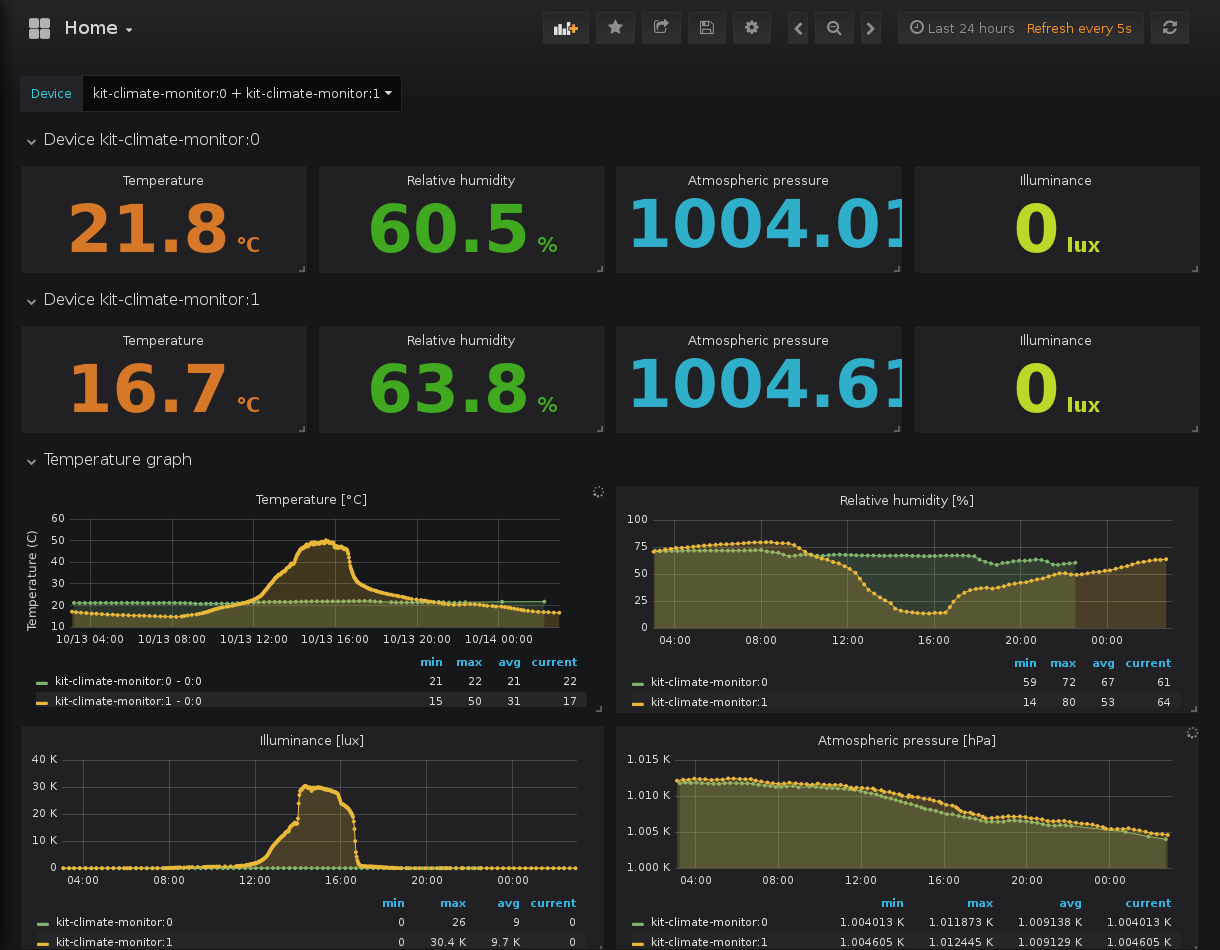 Home
Last 24 hours Refresh every 5s
Device kit-climate-monitor:0 + kit-climate-monitor:1
Device kit-climate-monitor:0
Temperature Relative humidity Atmospheric pressure Illuminance
21.8 °C 60.5 % 1004.01 0 lux
Device kit-climate-monitor:1
Temperature Relative humidity Atmospheric pressure Illuminance
16.7 °C 63.8 % 1004.61 0 lux
Temperature graph
Temperature [°C]
Temperature (C)
60
50
40
30
20
10
10/13 04:00 10/13 08:00 10/13 12:00 10/13 16:00 10/13 20:00 10/14 00:00
min max avg current
kit-climate-monitor:0 - 0:0 21 22 21 22
kit-climate-monitor:1 - 0:0 15 50 31 17
Relative humidity [%]
100
75
50
25
0
04:00 08:00 12:00 16:00 20:00 00:00
min max avg current
kit-climate-monitor:0 59 72 67 61
kit-climate-monitor:1 14 80 53 64
Illuminance [lux]
40 K
30 K
20 K
10 K
0
04:00 08:00 12:00 16:00 20:00 00:00
min max avg current
kit-climate-monitor:0 0 26 9 0
kit-climate-monitor:1 0 30.4 K 9.7 K 0
Atmospheric pressure [hPa]
1.015 K
1.010 K
1.005 K
1.000 K
04:00 08:00 12:00 16:00 20:00 00:00
min max avg current
kit-climate-monitor:0 1.004013 K 1.011873 K 1.009138 K 1.004013 K
kit-climate-monitor:1 1.004605 K 1.012445 K 1.009129 K 1.004605 K